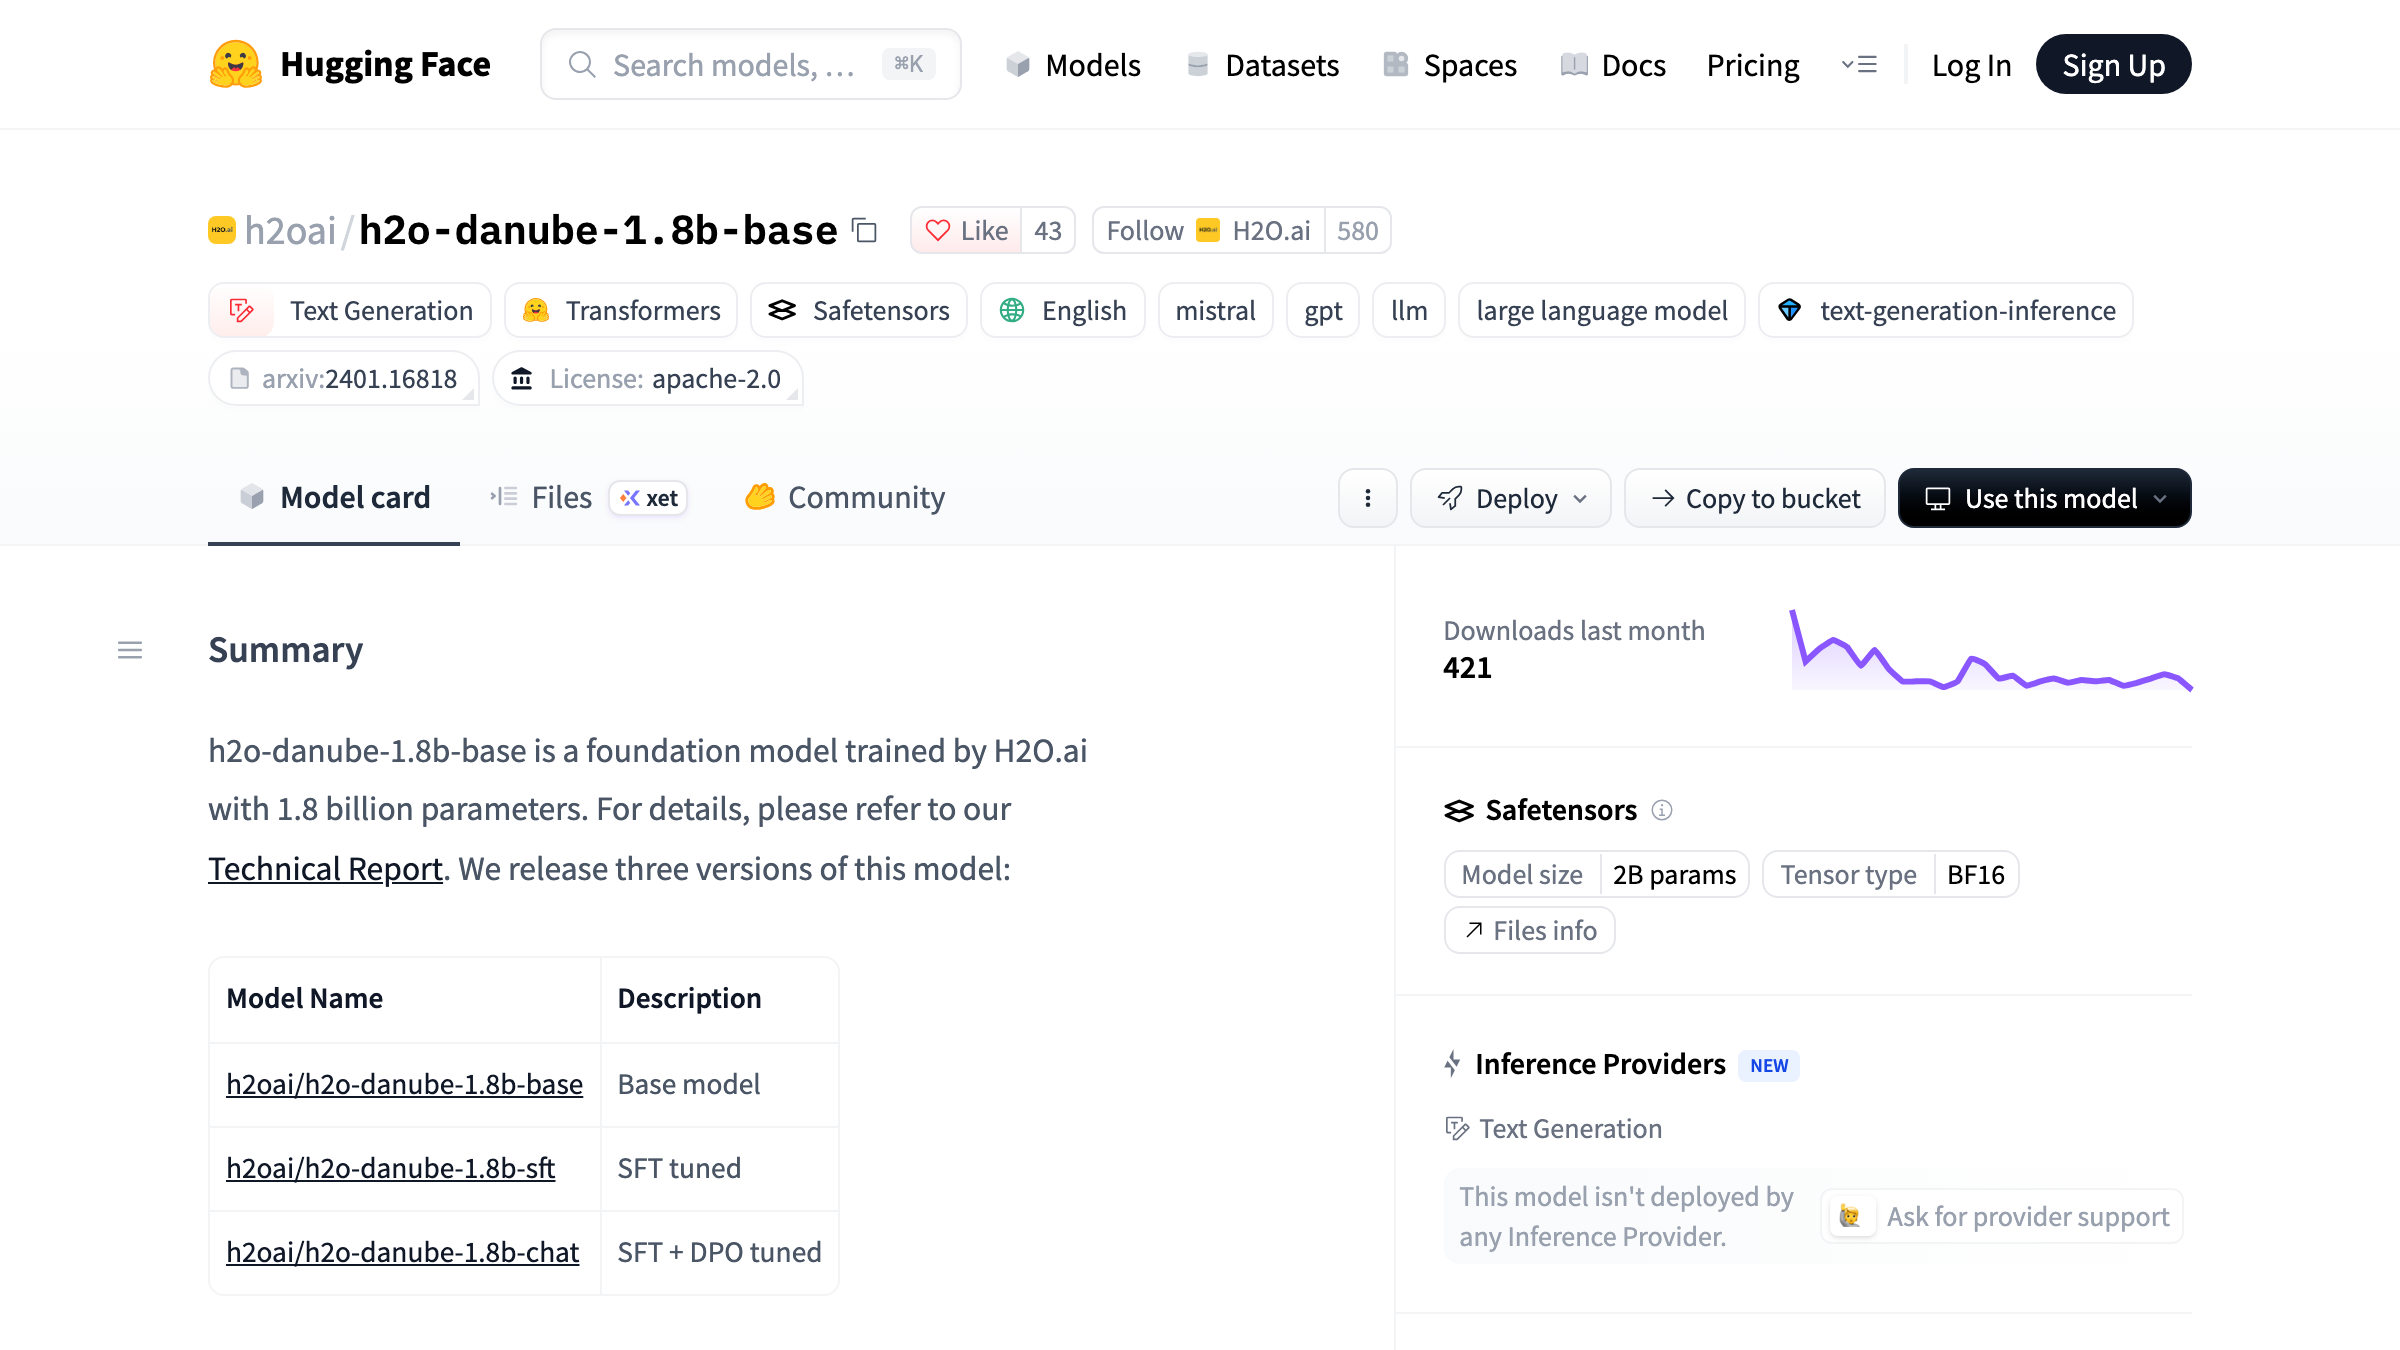 Hugging Face
Search models, ...
⌘K
Models
Datasets
Spaces
Docs
Pricing
Log In
Sign Up
h2oai/h2o-danube-1.8b-base
Like 43
Follow H2O.ai 580
Text Generation
Transformers
Safetensors
English
mistral
gpt
llm
large language model
text-generation-inference
arxiv:2401.16818
License: apache-2.0
Model card
Files xet
Community
Deploy
Copy to bucket
Use this model
Summary
h2o-danube-1.8b-base is a foundation model trained by H2O.ai
with 1.8 billion parameters. For details, please refer to our
Technical Report. We release three versions of this model:
Model Name Description
h2oai/h2o-danube-1.8b-base Base model
h2oai/h2o-danube-1.8b-sft SFT tuned
h2oai/h2o-danube-1.8b-chat SFT + DPO tuned
Downloads last month
421
Safetensors
Model size 2B params
Tensor type BF16
Files info
Inference Providers NEW
Text Generation
This model isn't deployed by
any Inference Provider.
Ask for provider support